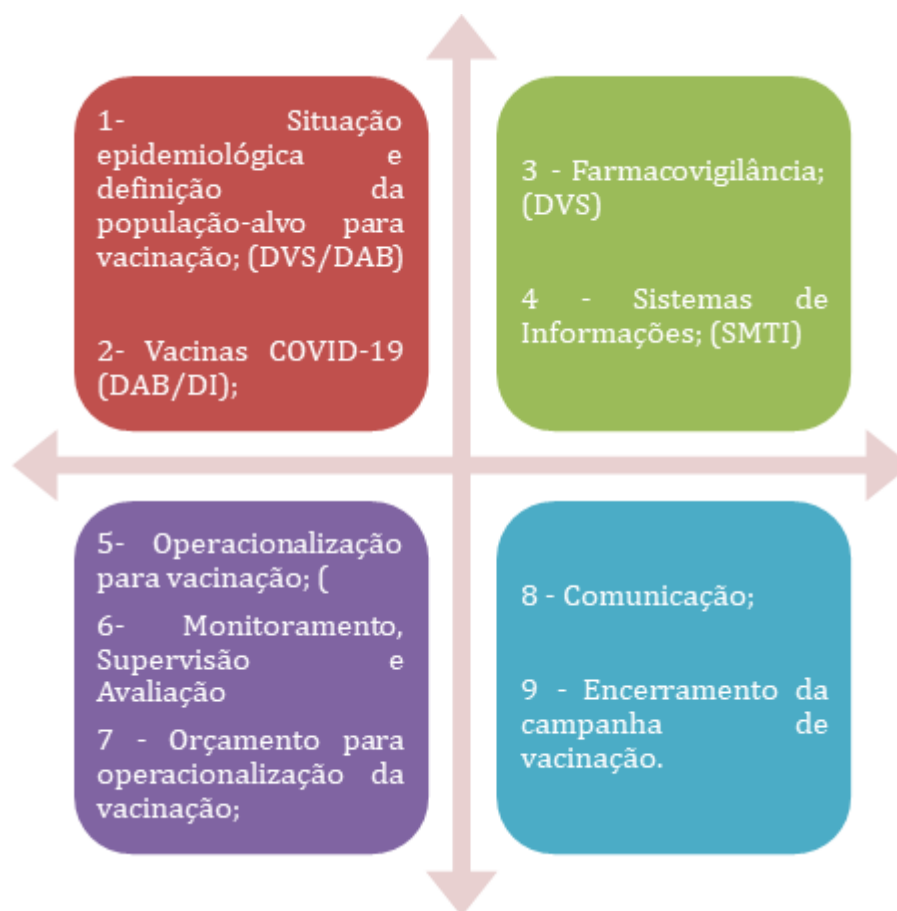 1- Situação
epidemiológica e
definição da
população-alvo para
vacinação; (DVS/DAB)
2- Vacinas COVID-19
(DAB/DI);
3 - Farmacovigilância;
(DVS)
4 - Sistemas de
Informações; (SMTI)
5- Operacionalização
para vacinação; (
6- Monitoramento,
Supervisão e
Avaliação
7 - Orçamento para
operacionalização da
vacinação;
8 - Comunicação;
9 - Encerramento da
campanha de
vacinação.